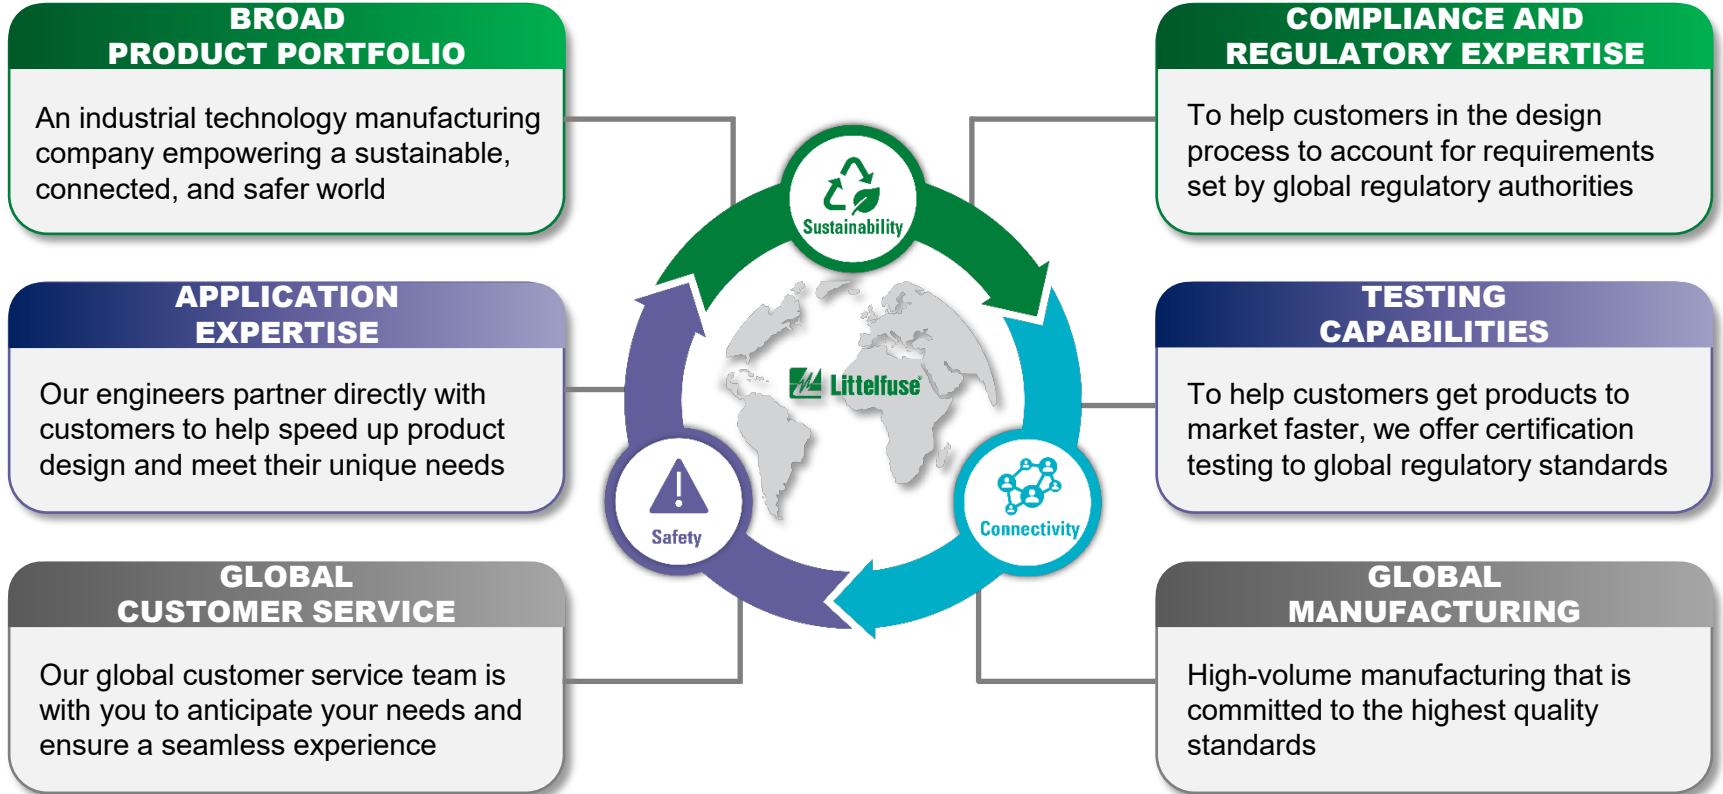 BROAD
PRODUCT PORTFOLIO
An industrial technology manufacturing
company empowering a sustainable,
connected, and safer world
COMPLIANCE AND
REGULATORY EXPERTISE
To help customers in the design
process to account for requirements
set by global regulatory authorities
Sustainability
APPLICATION
EXPERTISE
Our engineers partner directly with
customers to help speed up product
design and meet their unique needs
Littelfuse®
TESTING
CAPABILITIES
To help customers get products to
market faster, we offer certification
testing to global regulatory standards
Safety
Connectivity
GLOBAL
CUSTOMER SERVICE
Our global customer service team is
with you to anticipate your needs and
ensure a seamless experience
GLOBAL
MANUFACTURING
High-volume manufacturing that is
committed to the highest quality
standards